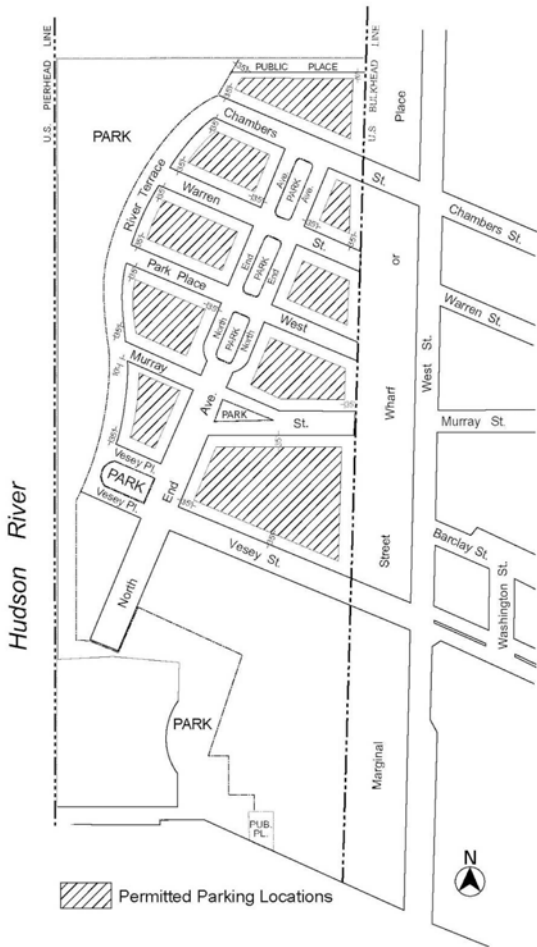 U.S. PIERHEAD LINE
U.S BULKHEAD LINE
PUBLIC PLACE
PARK
Chambers St.
Place
River Terrace
Ave.
PARK
Ave.
Warren St.
Chambers St.
End
PARK
End
or
Park Place
West
Warren St.
North
PARK
North
West St.
Murray St.
Ave.
PARK
Wharf
Murray St.
Vesey Pl.
PARK
Vesey Pl.
End
Hudson River
Vesey St.
Street
Barclay St.
Washington St.
North
PARK
Marginal
PUB.
PL.
N
Permitted Parking Locations